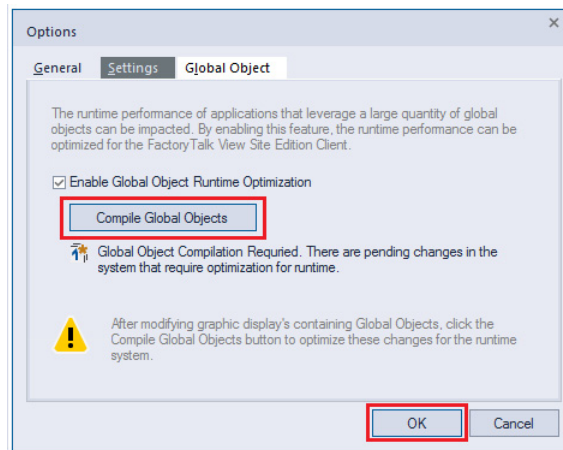 Options
General Settings Global Object
The runtime performance of applications that leverage a large quantity of global
objects can be impacted. By enabling this feature, the runtime performance can be
optimized for the FactoryTalk View Site Edition Client.
Enable Global Object Runtime Optimization
Compile Global Objects
Global Object Compilation Requried. There are pending changes in the
system that require optimization for runtime.
After modifying graphic display's containing Global Objects, click the
Compile Global Objects button to optimize these changes for the runtime
system.
OK Cancel